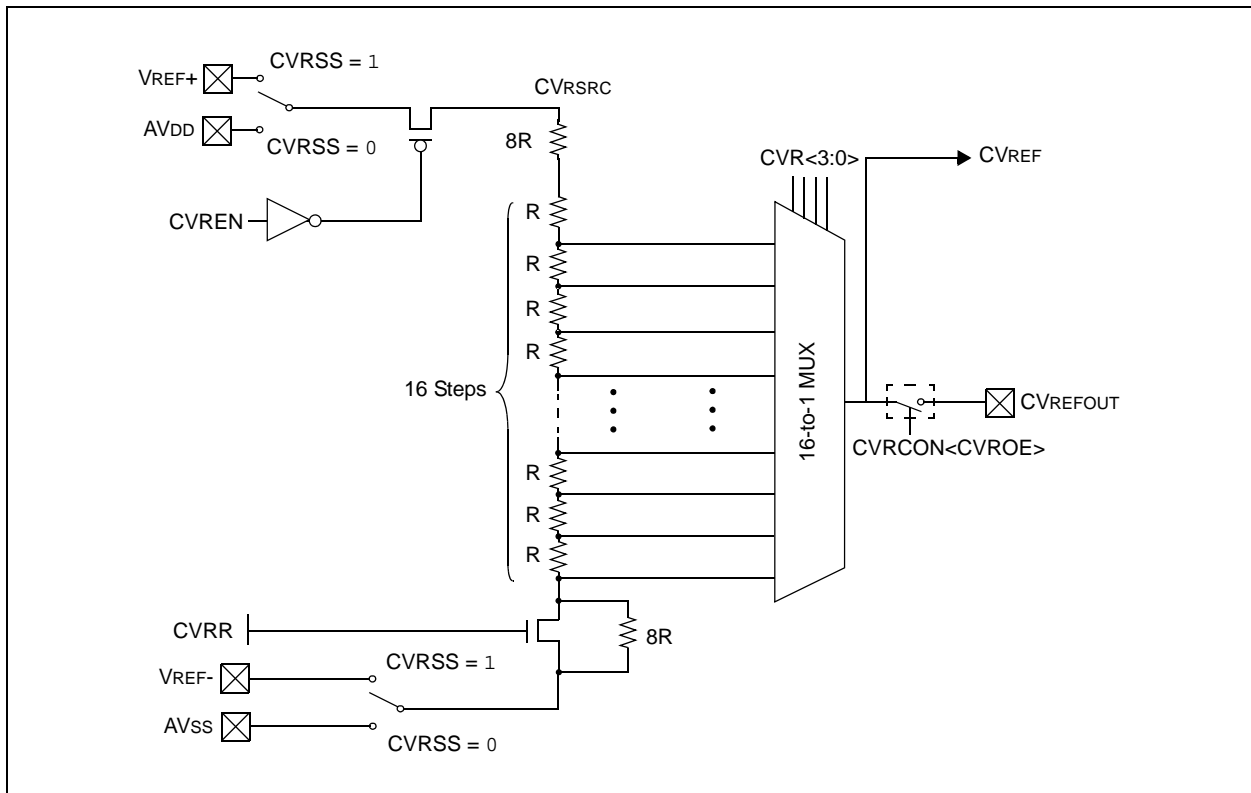 CVRSS = 1
VREF+
CVRSRC
AVDD
8R
CVRSS = 0
CVR<3:0>
CVREF
CVREN
R
R
R
R
16 Steps
16-to-1 MUX
CVREFOUT
CVRCON<CVROE>
R
R
R
CVRR
8R
CVRSS = 1
VREF-
AVSS
CVRSS = 0